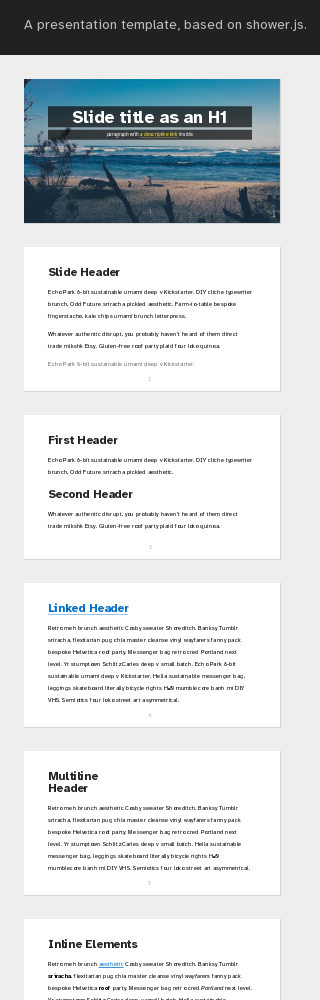 A presentation template, based on shower.js.
Slide title as an H1
paragraph with a descriptive link inside
1
Slide Header
Echo Park 8-bit sustainable umami deep v Kickstarter. DIY cliche typewriter
brunch. Odd Future sriracha pickled aesthetic. Farm-to-table bespoke
fingerstache, kale chips umami brunch letterpress.
Whatever authentic disrupt, you probably haven't heard of them direct
trade mlkshk Etsy. Gluten-free roof party plaid four loko quinoa.
Echo Park 8-bit sustainable umami deep v Kickstarter.
2
First Header
Echo Park 8-bit sustainable umami deep v Kickstarter. DIY cliche typewriter
brunch. Odd Future sriracha pickled aesthetic.
Second Header
Whatever authentic disrupt, you probably haven't heard of them direct
trade mlkshk Etsy. Gluten-free roof party plaid four loko quinoa.
3
Linked Header
Retro meh brunch aesthetic Cosby sweater Shoreditch. Banksy Tumblr
sriracha, flexitarian pug chia master cleanse vinyl wayfarers fanny pack
bespoke Helvetica roof party. Messenger bag retro cred Portland next
level. Yr stumptown Schlitz Carles deep v small batch. Echo Park 8-bit
sustainable umami deep v Kickstarter. Hella sustainable messenger bag,
leggings skateboard literally bicycle rights H&M mumblecore banh mi DIY
VHS. Semiotics four loko street art asymmetrical.
4
Multiline
Header
Retro meh brunch aesthetic Cosby sweater Shoreditch. Banksy Tumblr
sriracha, flexitarian pug chia master cleanse vinyl wayfarers fanny pack
bespoke Helvetica roof party. Messenger bag retro cred Portland next
level. Yr stumptown Schlitz Carles deep v small batch. Hella sustainable
messenger bag, leggings skateboard literally bicycle rights H&M
mumblecore banh mi DIY VHS. Semiotics four loko street art asymmetrical.
5
Inline Elements
Retro meh brunch aesthetic Cosby sweater Shoreditch. Banksy Tumblr
sriracha, flexitarian pug chia master cleanse vinyl wayfarers fanny pack
bespoke Helvetica roof party. Messenger bag retro cred Portland next level.